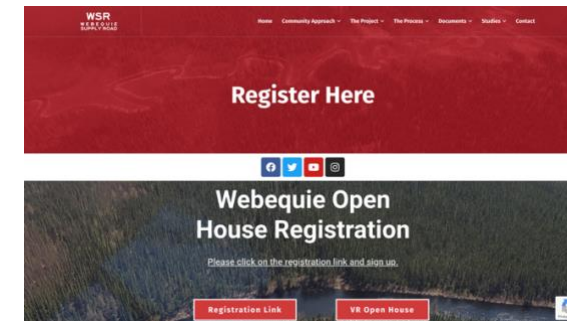 WSR
WEBEQUIE
SUPPLY ROAD
Home Community Approach The Project The Process Documents Studies Contact
Register Here
Webequie Open
House Registration
Please click on the registration link and sign up.
Registration Link VR Open House